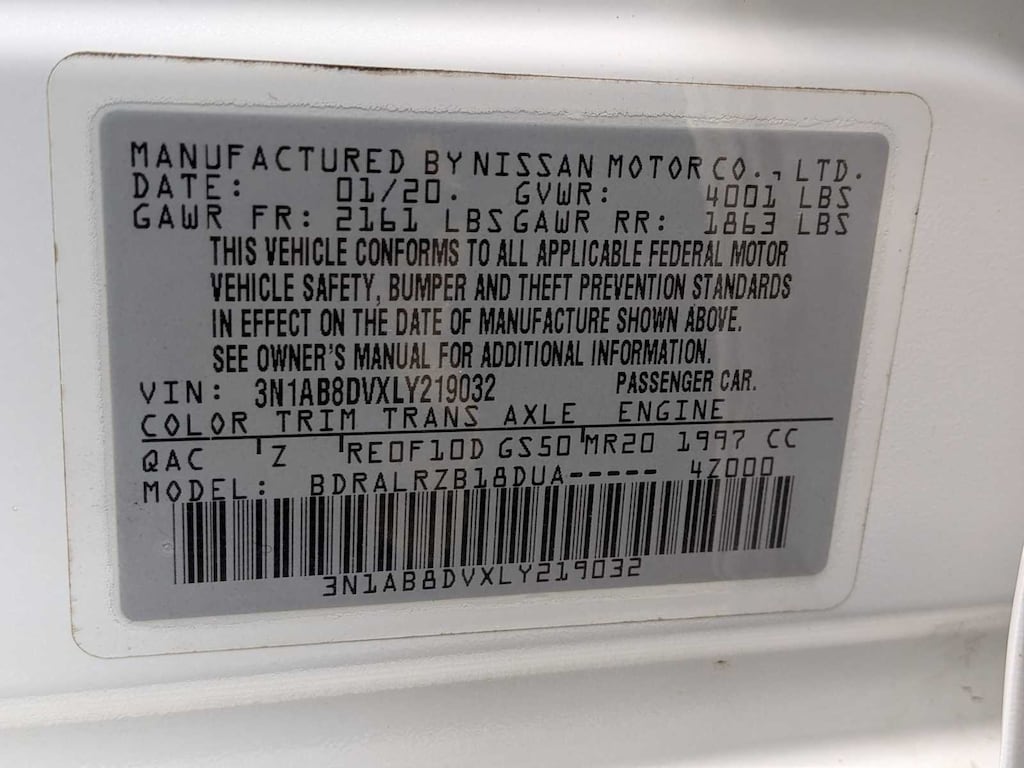 MANUFACTURED BY NISSAN MOTOR CO., LTD.
DATE: 01/20. GVWR: 4001 LBS
GAWR FR: 2161 LBS GAWR RR: 1863 LBS
THIS VEHICLE CONFORMS TO ALL APPLICABLE FEDERAL MOTOR
VEHICLE SAFETY, BUMPER AND THEFT PREVENTION STANDARDS
IN EFFECT ON THE DATE OF MANUFACTURE SHOWN ABOVE.
SEE OWNER'S MANUAL FOR ADDITIONAL INFORMATION.
VIN: 3N1AB8DVXLY219032 PASSENGER CAR.
COLOR TRIM TRANS AXLE ENGINE
QAC Z RE0F10D GS50 MR20 1997 CC
MODEL: BDRALRZB18DUA----- 4Z000
3N1AB8DVXLY219032